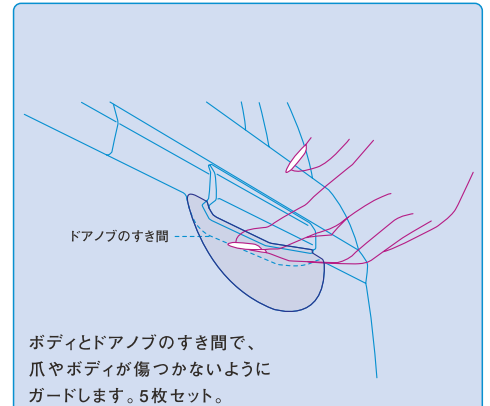 ドアノブのすき間
ボディとドアノブのすき間で、
爪やボディが傷つかないように
ガードします。5枚セット。